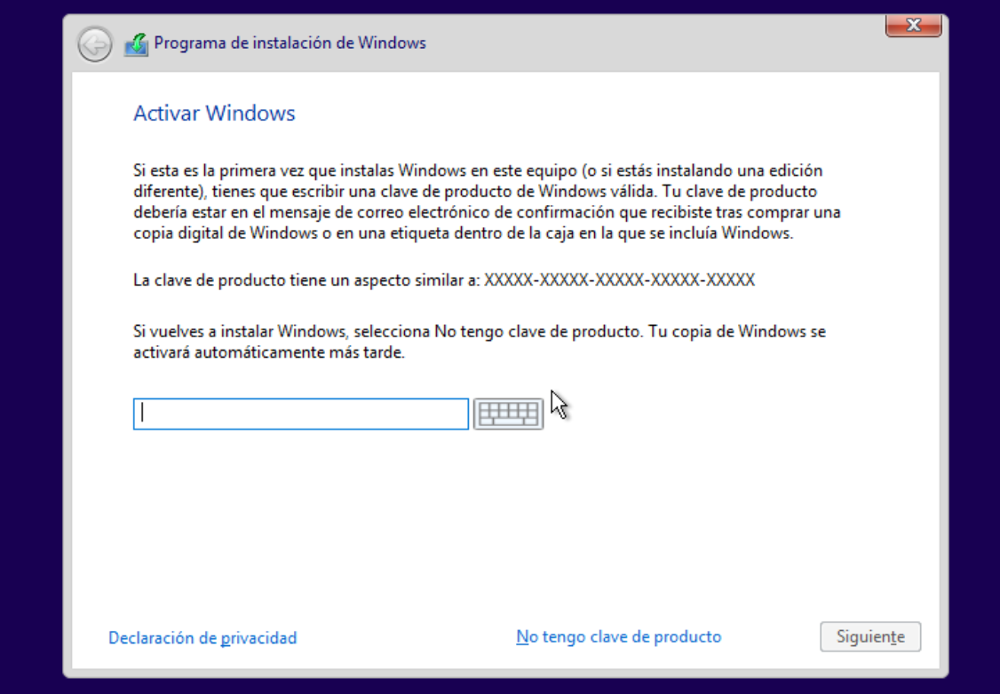 Programa de instalación de Windows
Activar Windows
Si esta es la primera vez que instalas Windows en este equipo (o si estás instalando una edición
diferente), tienes que escribir una clave de producto de Windows válida. Tu clave de producto
debería estar en el mensaje de correo electrónico de confirmación que recibiste tras comprar una
copia digital de Windows o en una etiqueta dentro de la caja en la que se incluía Windows.
La clave de producto tiene un aspecto similar a: XXXXX-XXXXX-XXXXX-XXXXX-XXXXX
Si vuelves a instalar Windows, selecciona No tengo clave de producto. Tu copia de Windows se
activará automáticamente más tarde.
Declaración de privacidad
No tengo clave de producto
Siguiente